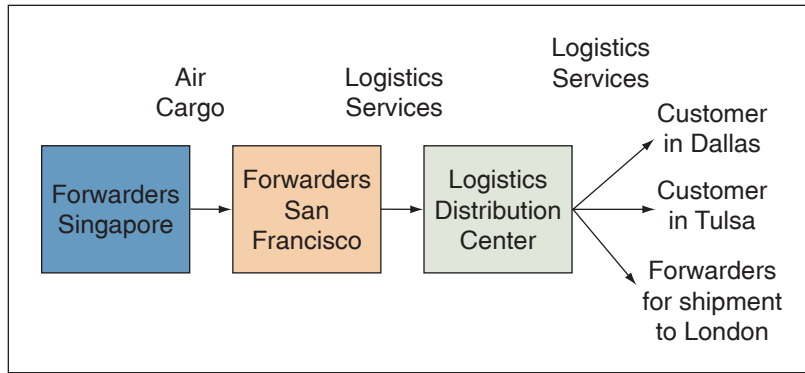 Air
Cargo
Logistics
Services
Logistics
Services
Forwarders
Singapore
Forwarders
San
Francisco
Logistics
Distribution
Center
Customer
in Dallas
Customer
in Tulsa
Forwarders
for shipment
to London